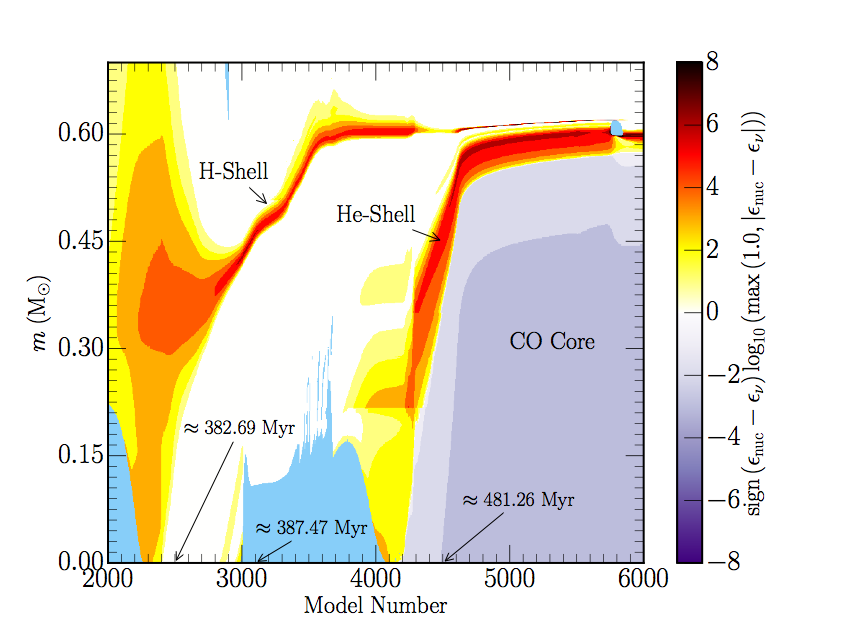 8
6
4
2
0
−2
−4
−6
−8
sign (ϵnuc − ϵν) log10 (max (1.0, |ϵnuc − ϵν|))
0.60
0.45
0.30
0.15
0.00
m (M⊙)
H-Shell
He-Shell
CO Core
≈ 382.69 Myr
≈ 481.26 Myr
≈ 387.47 Myr
2000 3000 4000 5000 6000
Model Number